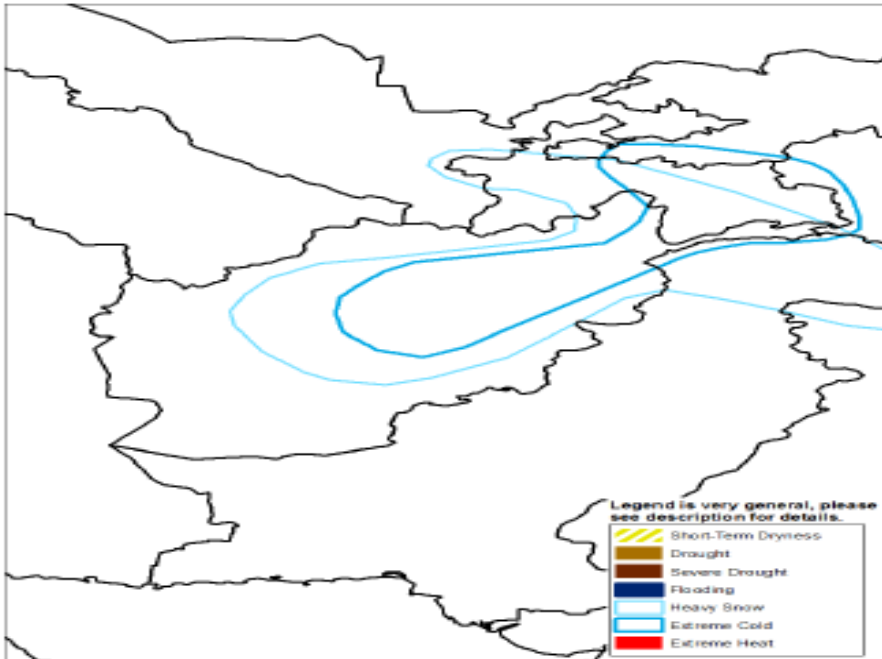 Legend is very general, please
see description for details.
Short-Term Dryness
Drought
Severe Drought
Flooding
Heavy Snow
Extreme Cold
Extreme Heat